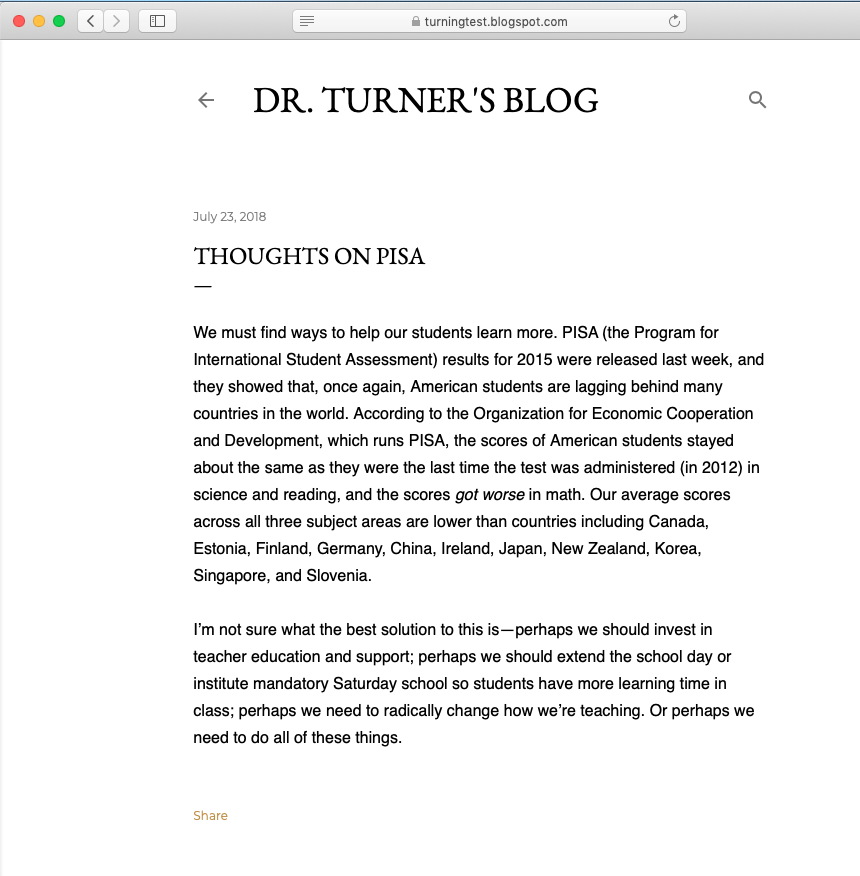 turningtest.blogspot.com
DR. TURNER'S BLOG
July 23, 2018
THOUGHTS ON PISA
We must find ways to help our students learn more. PISA (the Program for
International Student Assessment) results for 2015 were released last week, and
they showed that, once again, American students are lagging behind many
countries in the world. According to the Organization for Economic Cooperation
and Development, which runs PISA, the scores of American students stayed
about the same as they were the last time the test was administered (in 2012) in
science and reading, and the scores got worse in math. Our average scores
across all three subject areas are lower than countries including Canada,
Estonia, Finland, Germany, China, Ireland, Japan, New Zealand, Korea,
Singapore, and Slovenia.
I’m not sure what the best solution to this is—perhaps we should invest in
teacher education and support; perhaps we should extend the school day or
institute mandatory Saturday school so students have more learning time in
class; perhaps we need to radically change how we’re teaching. Or perhaps we
need to do all of these things.
Share